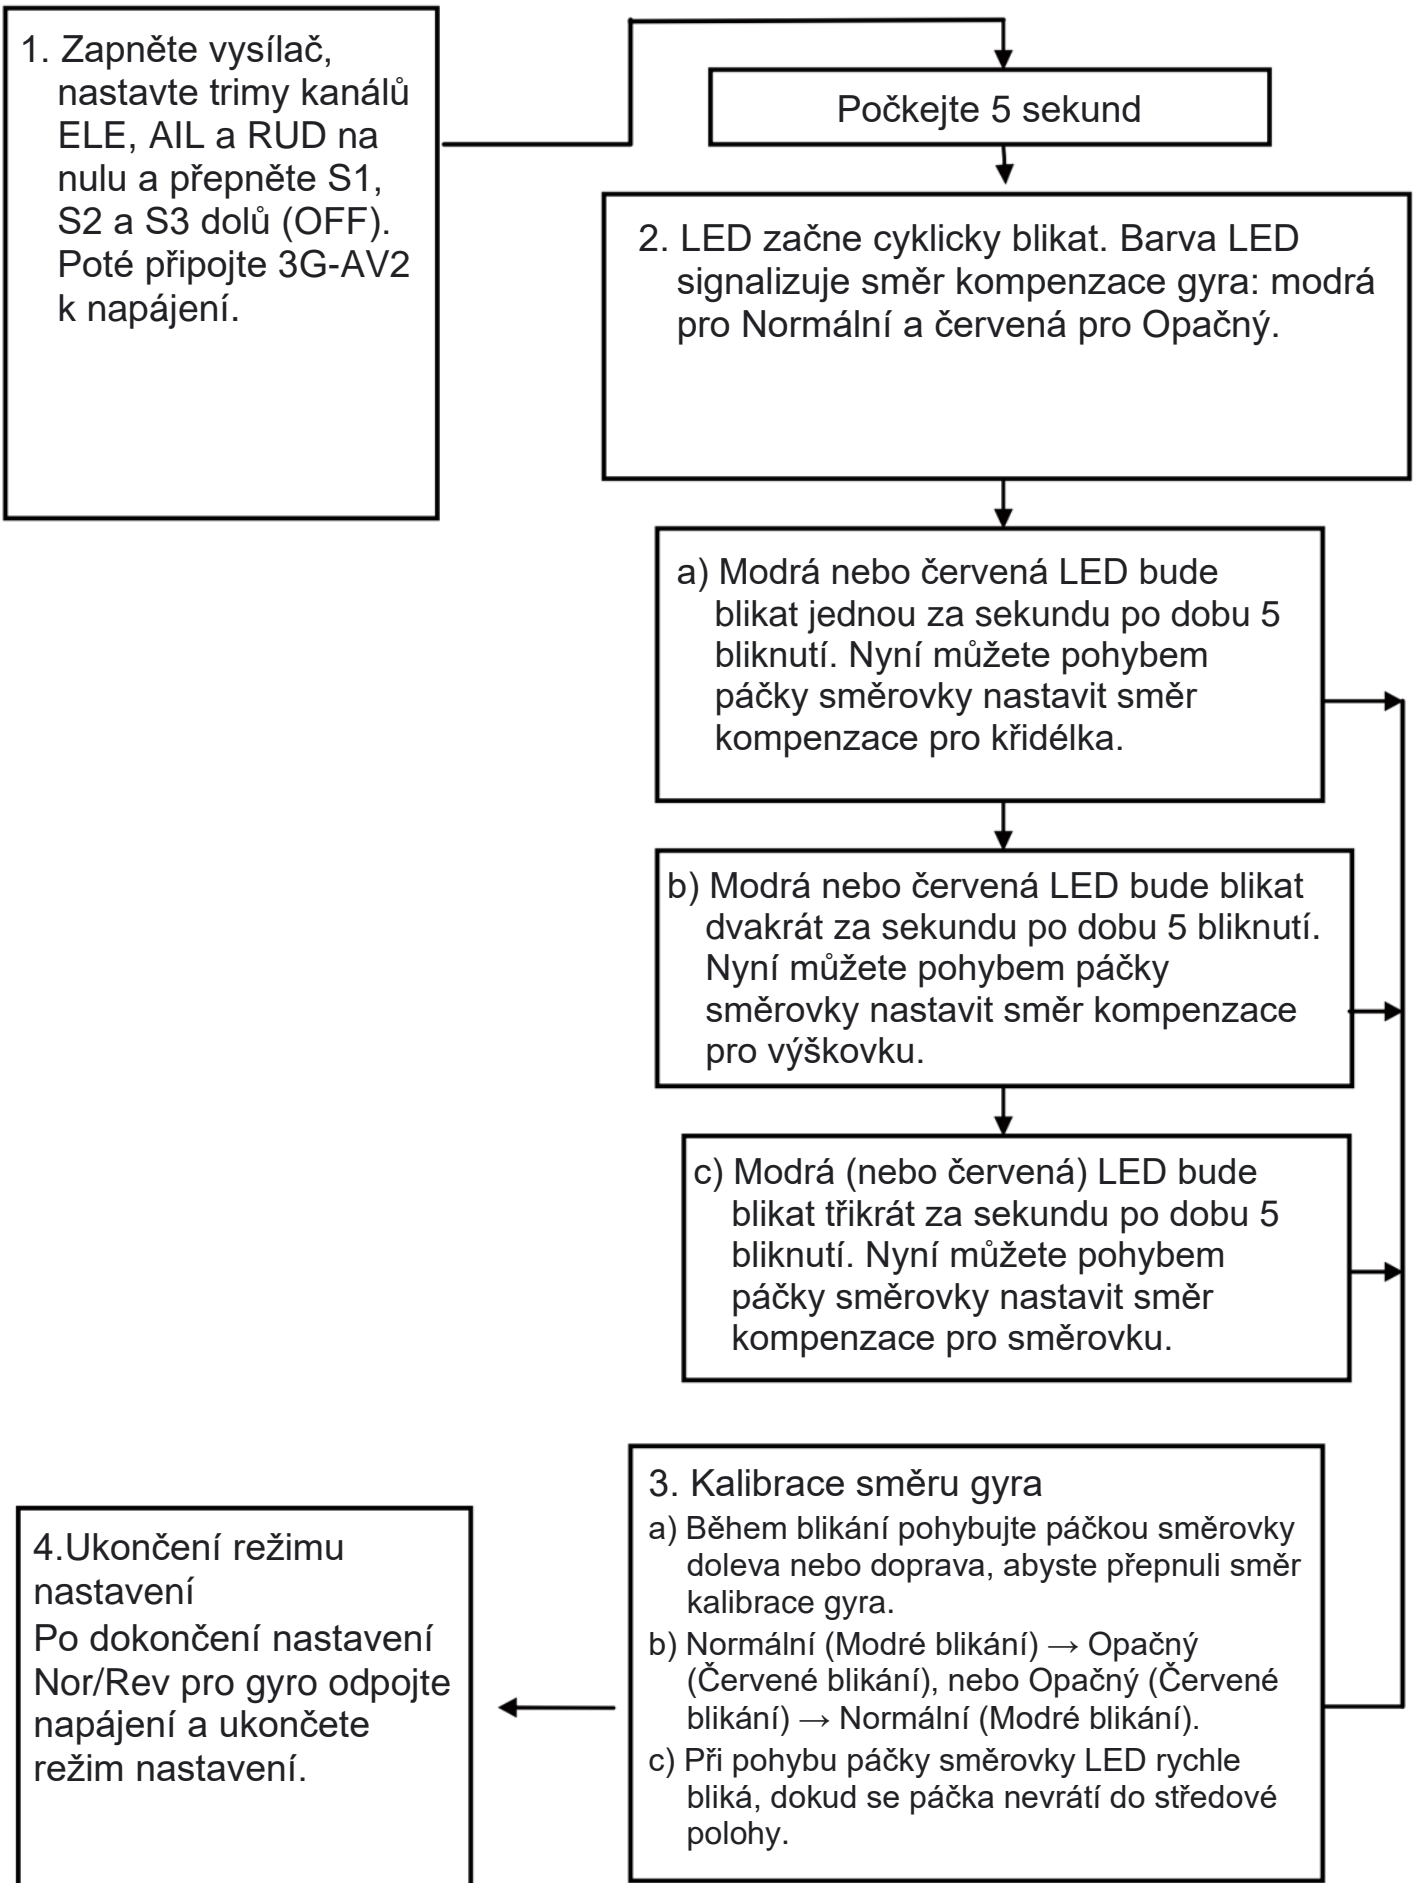 1. Zapněte vysílač,
nastavte trimy kanálů
ELE, AIL a RUD na
nulu a přepněte S1,
S2 a S3 dolů (OFF).
Poté připojte 3G-AV2
k napájení.
Počkejte 5 sekund
2. LED začne cyklicky blikat. Barva LED
signalizuje směr kompenzace gyra: modrá
pro Normální a červená pro Opačný.
a) Modrá nebo červená LED bude
blikat jednou za sekundu po dobu 5
bliknutí. Nyní můžete pohybem
páčky směrovky nastavit směr
kompenzace pro křidélka.
b) Modrá nebo červená LED bude blikat
dvakrát za sekundu po dobu 5 bliknutí.
Nyní můžete pohybem páčky
směrovky nastavit směr kompenzace
pro výškovku.
c) Modrá (nebo červená) LED bude
blikat třikrát za sekundu po dobu 5
bliknutí. Nyní můžete pohybem
páčky směrovky nastavit směr
kompenzace pro směrovku.
3. Kalibrace směru gyra
a) Během blikání pohybujte páčkou směrovky
doleva nebo doprava, abyste přepnuli směr
kalibrace gyra.
b) Normální (Modré blikání) → Opačný
(Červené blikání), nebo Opačný (Červené
blikání) → Normální (Modré blikání).
c) Při pohybu páčky směrovky LED rychle
bliká, dokud se páčka nevrátí do středové
polohy.
4.Ukončení režimu
nastavení
Po dokončení nastavení
Nor/Rev pro gyro odpojte
napájení a ukončete
režim nastavení.